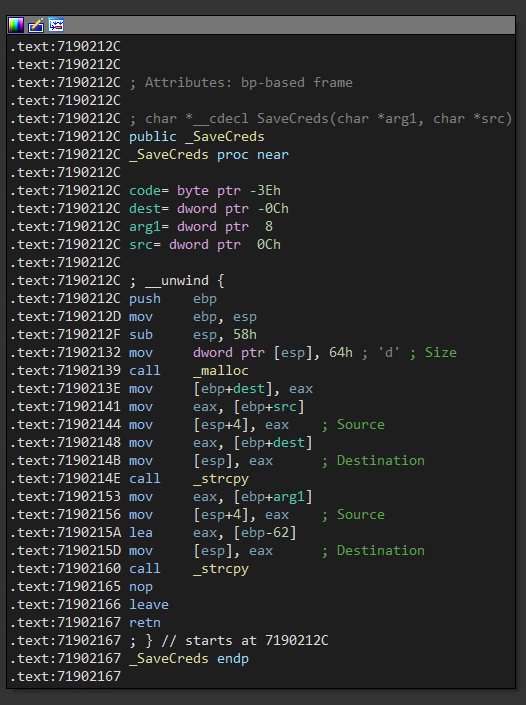 .text:7190212C
.text:7190212C
.text:7190212C ; Attributes: bp-based frame
.text:7190212C
.text:7190212C ; char *__cdecl SaveCreds(char *arg1, char *src)
.text:7190212C public _SaveCreds
.text:7190212C _SaveCreds proc near
.text:7190212C
.text:7190212C code= byte ptr -3Eh
.text:7190212C dest= dword ptr -0Ch
.text:7190212C arg1= dword ptr  8
.text:7190212C src= dword ptr  0Ch
.text:7190212C
.text:7190212C ; __unwind {
.text:7190212C push    ebp
.text:7190212D mov     ebp, esp
.text:7190212F sub     esp, 58h
.text:71902132 mov     dword ptr [esp], 64h ; 'd' ; Size
.text:71902139 call    _malloc
.text:7190213E mov     [ebp+dest], eax
.text:71902141 mov     eax, [ebp+src]
.text:71902144 mov     [esp+4], eax    ; Source
.text:71902148 mov     eax, [ebp+dest]
.text:7190214B mov     [esp], eax      ; Destination
.text:7190214E call    _strcpy
.text:71902153 mov     eax, [ebp+arg1]
.text:71902156 mov     [esp+4], eax    ; Source
.text:7190215A lea     eax, [ebp-62]
.text:7190215D mov     [esp], eax      ; Destination
.text:71902160 call    _strcpy
.text:71902165 nop
.text:71902166 leave
.text:71902167 retn
.text:71902167 ; } // starts at 7190212C
.text:71902167 _SaveCreds endp
.text:71902167